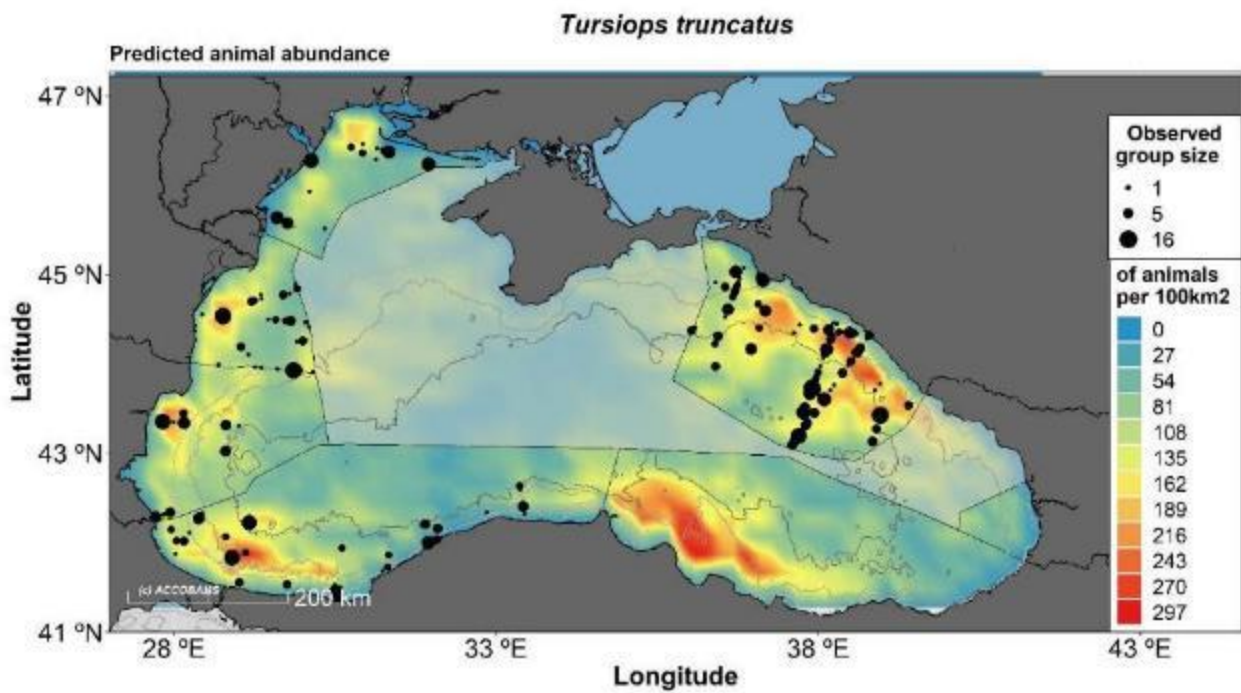 Tursiops truncatus
Predicted animal abundance
47 ºN
45 ºN
43 ºN
41 ºN
Latitude
28 ºE
33 ºE
38 ºE
43 ºE
Longitude
(c) ACCOBAMS
200 km
Observed
group size
1
5
16
of animals
per 100km2
0
27
54
81
108
135
162
189
216
243
270
297